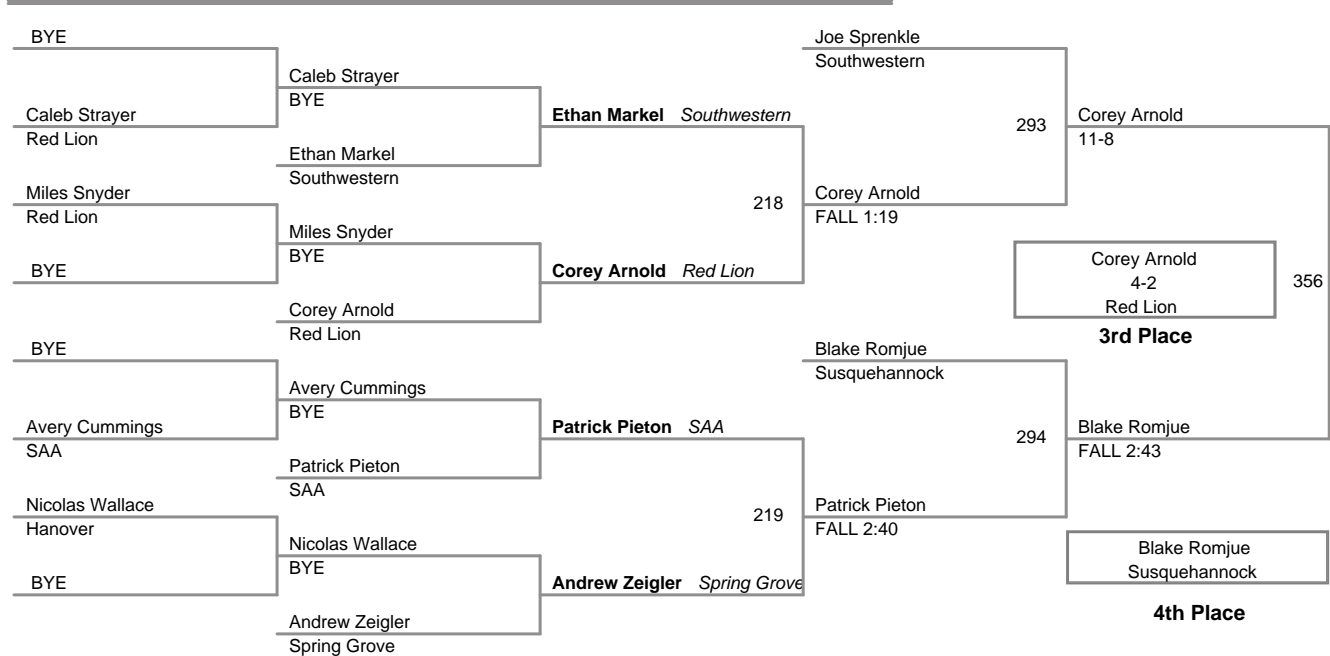 BYE
Caleb Strayer
Red Lion
Miles Snyder
Red Lion
BYE
BYE
Avery Cummings
SAA
Nicolas Wallace
Hanover
BYE
Caleb Strayer
BYE
Ethan Markel
Southwestern
Miles Snyder
BYE
Corey Arnold
Red Lion
Avery Cummings
BYE
Patrick Pieton
SAA
Nicolas Wallace
BYE
Andrew Zeigler
Spring Grove
Ethan Markel Southwestern
218
Corey Arnold Red Lion
Patrick Pieton SAA
219
Andrew Zeigler Spring Grove
Joe Sprenkle
Southwestern
293
Corey Arnold
FALL 1:19
Blake Romjue
Susquehannock
294
Patrick Pieton
FALL 2:40
Corey Arnold
11-8
Corey Arnold
4-2
Red Lion
356
3rd Place
Blake Romjue
FALL 2:43
Blake Romjue
Susquehannock
4th Place